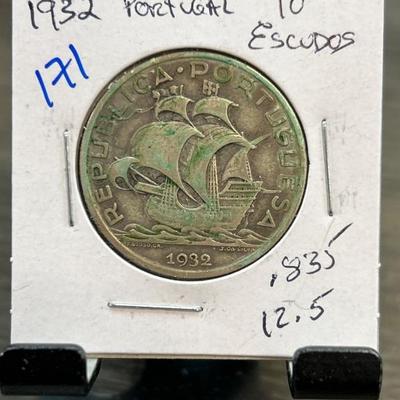 1932 PORTUGAL 10
ESCUDOS
171
REPUBLICA · PORTUGUESA
1932
.835
12.5